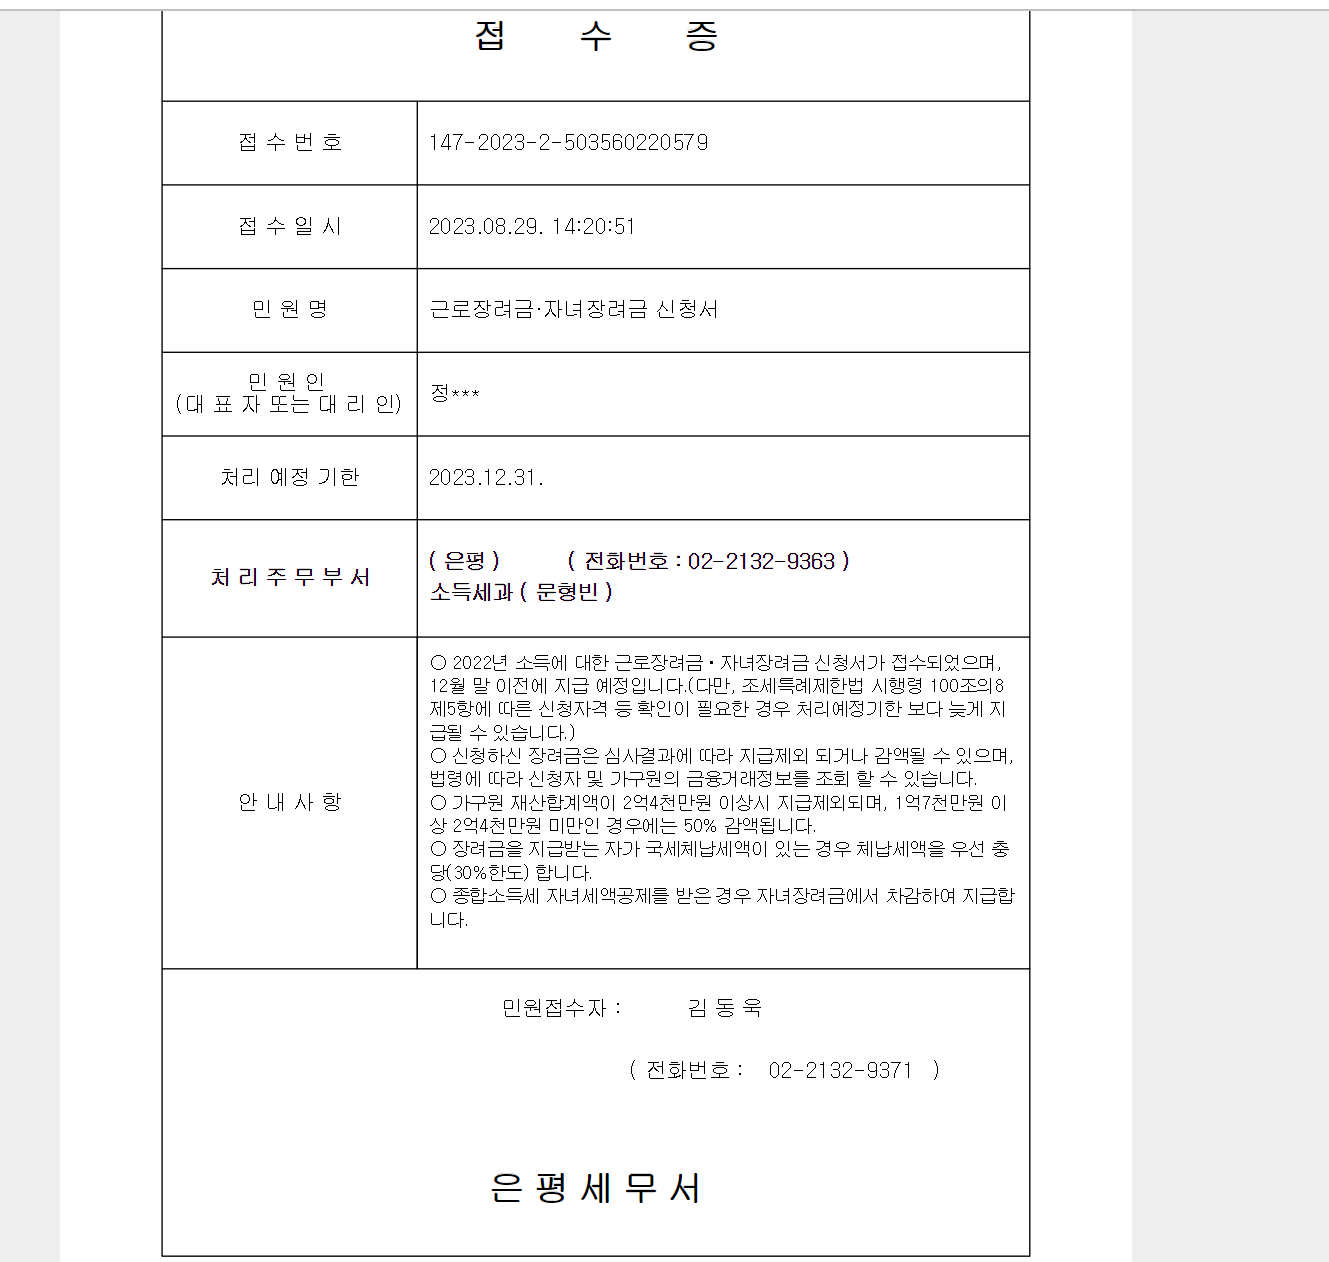 접 수 증
접 수 번 호 147-2023-2-503560220579
접 수 일 시 2023.08.29. 14:20:51
민 원 명 근로장려금·자녀장려금 신청서
민 원 인
(대 표 자 또는 대 리 인) 정***
처리 예정 기한 2023.12.31.
처 리 주 무 부 서 ( 은평 ) ( 전화번호 : 02-2132-9363 )
소득세과 ( 문형빈 )
안 내 사 항
○ 2022년 소득에 대한 근로장려금 • 자녀장려금 신청서가 접수되었으며,
12월 말 이전에 지급 예정입니다.(다만, 조세특례제한법 시행령 100조의8
제5항에 따른 신청자격 등 확인이 필요한 경우 처리예정기한 보다 늦게 지
급될 수 있습니다.)
○ 신청하신 장려금은 심사결과에 따라 지급제외 되거나 감액될 수 있으며,
법령에 따라 신청자 및 가구원의 금융거래정보를 조회 할 수 있습니다.
○ 가구원 재산합계액이 2억4천만원 이상시 지급제외되며, 1억7천만원 이
상 2억4천만원 미만인 경우에는 50% 감액됩니다.
○ 장려금을 지급받는 자가 국세체납세액이 있는 경우 체납세액을 우선 충
당(30%한도) 합니다.
○ 종합소득세 자녀세액공제를 받은 경우 자녀장려금에서 차감하여 지급합
니다.
민원접수자 : 김 동 욱
( 전화번호 : 02-2132-9371 )
은 평 세 무 서